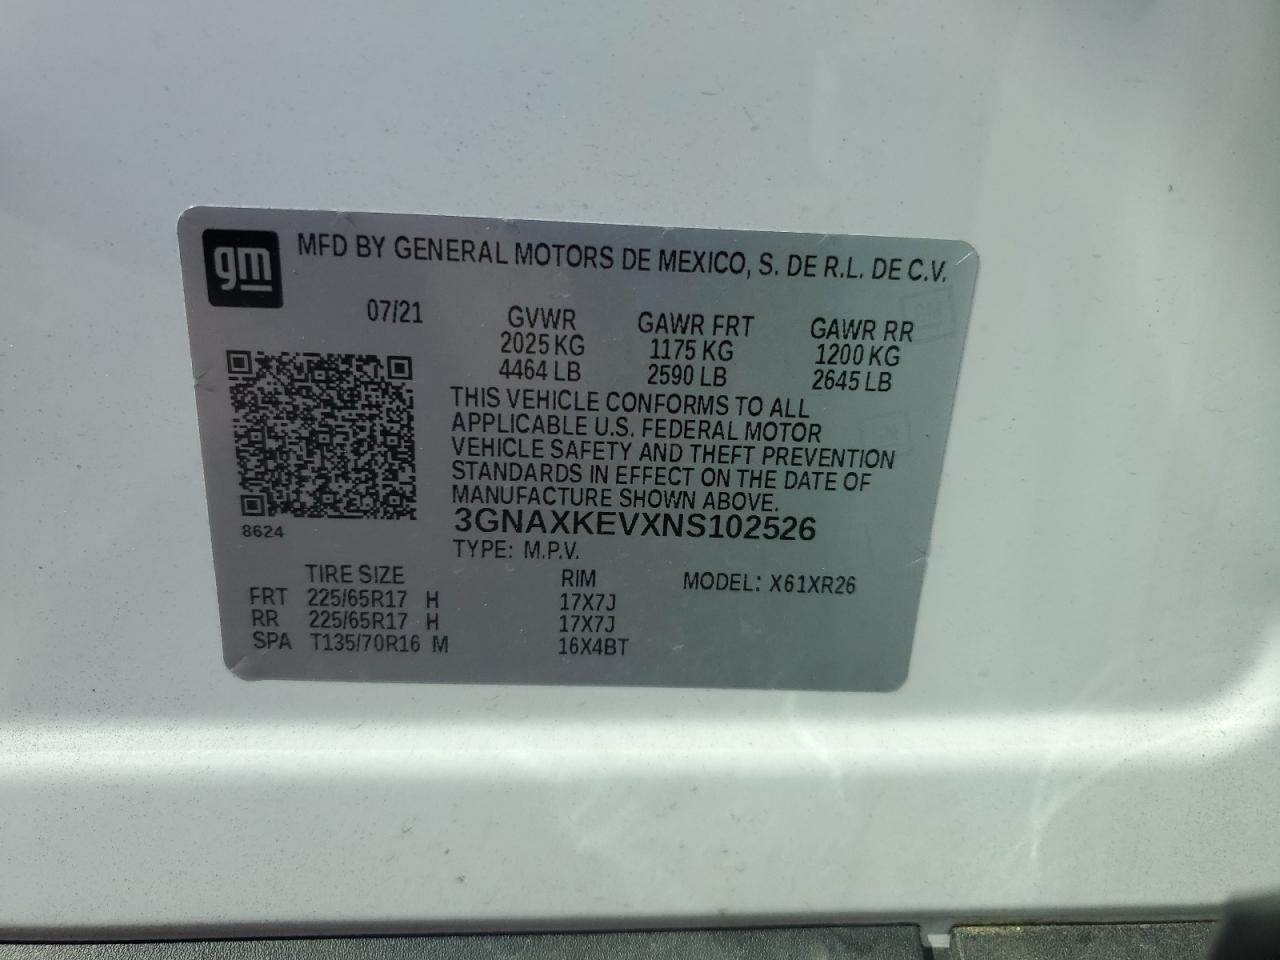 gm MFD BY GENERAL MOTORS DE MEXICO, S. DE R.L. DE C.V.
07/21
GVWR GAWR FRT GAWR RR
2025 KG 1175 KG 1200 KG
4464 LB 2590 LB 2645 LB
THIS VEHICLE CONFORMS TO ALL
APPLICABLE U.S. FEDERAL MOTOR
VEHICLE SAFETY AND THEFT PREVENTION
STANDARDS IN EFFECT ON THE DATE OF
MANUFACTURE SHOWN ABOVE.
8624
3GNAXKEVXNS102526
TYPE: M.P.V.
TIRE SIZE RIM MODEL: X61XR26
FRT 225/65R17 H 17X7J
RR 225/65R17 H 17X7J
SPA T135/70R16 M 16X4BT